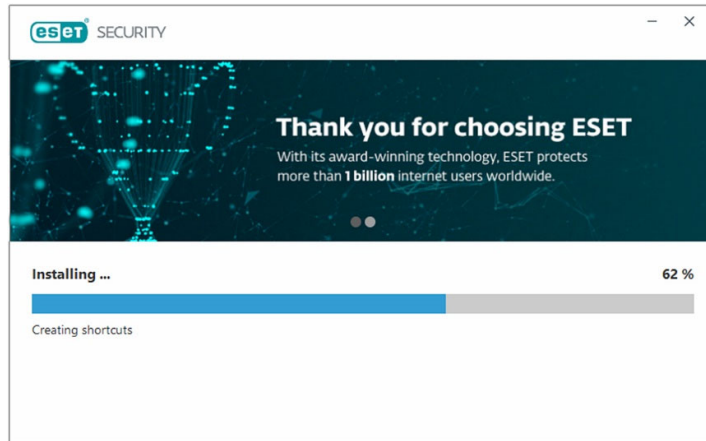 eseT® SECURITY
Thank you for choosing ESET
With its award-winning technology, ESET protects
more than 1 billion internet users worldwide.
Installing ... 62 %
Creating shortcuts